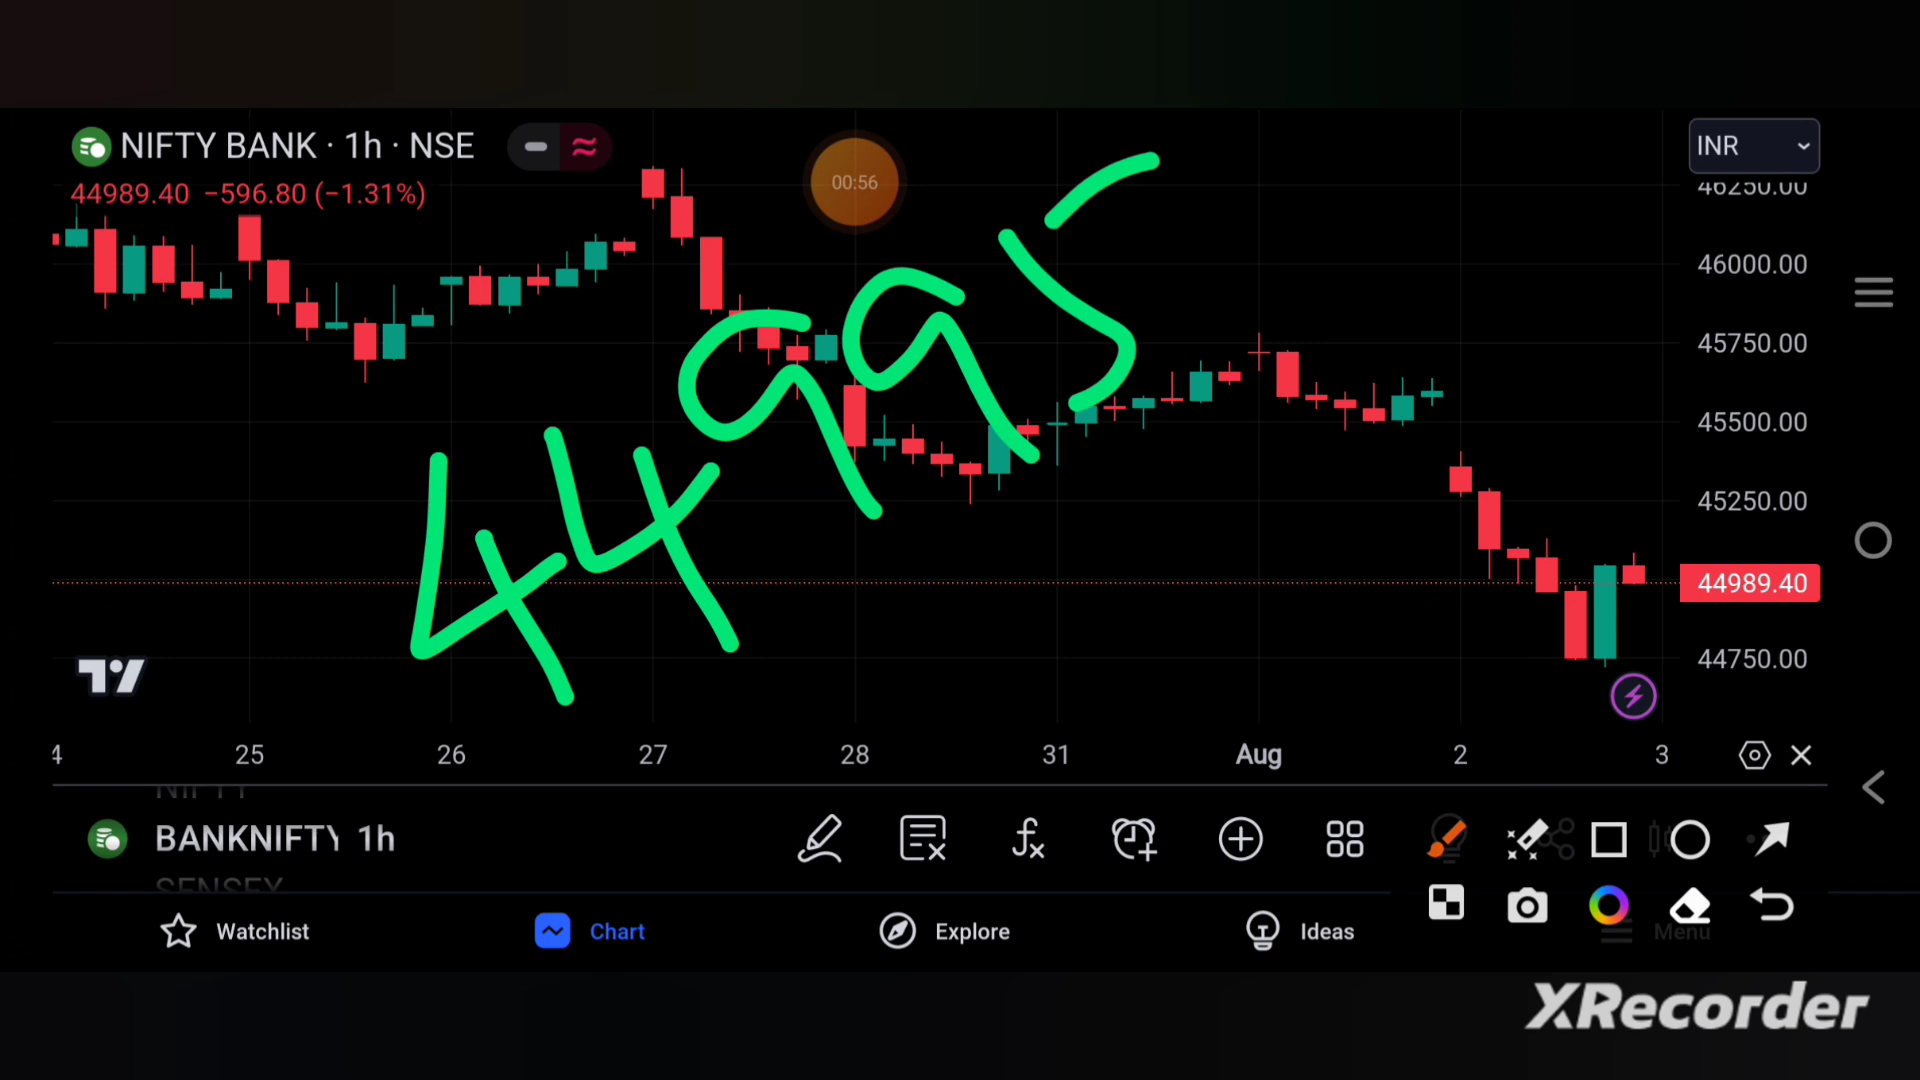 NIFTY BANK · 1h · NSE
44989.40 −596.80 (−1.31%)
00:56
INR
46250.00
46000.00
45750.00
45500.00
45250.00
44989.40
44750.00
44995
4 25 26 27 28 31 Aug 2 3
NIFTY
BANKNIFTY 1h
SENSEX
Watchlist Chart Explore Ideas Menu
XRecorder